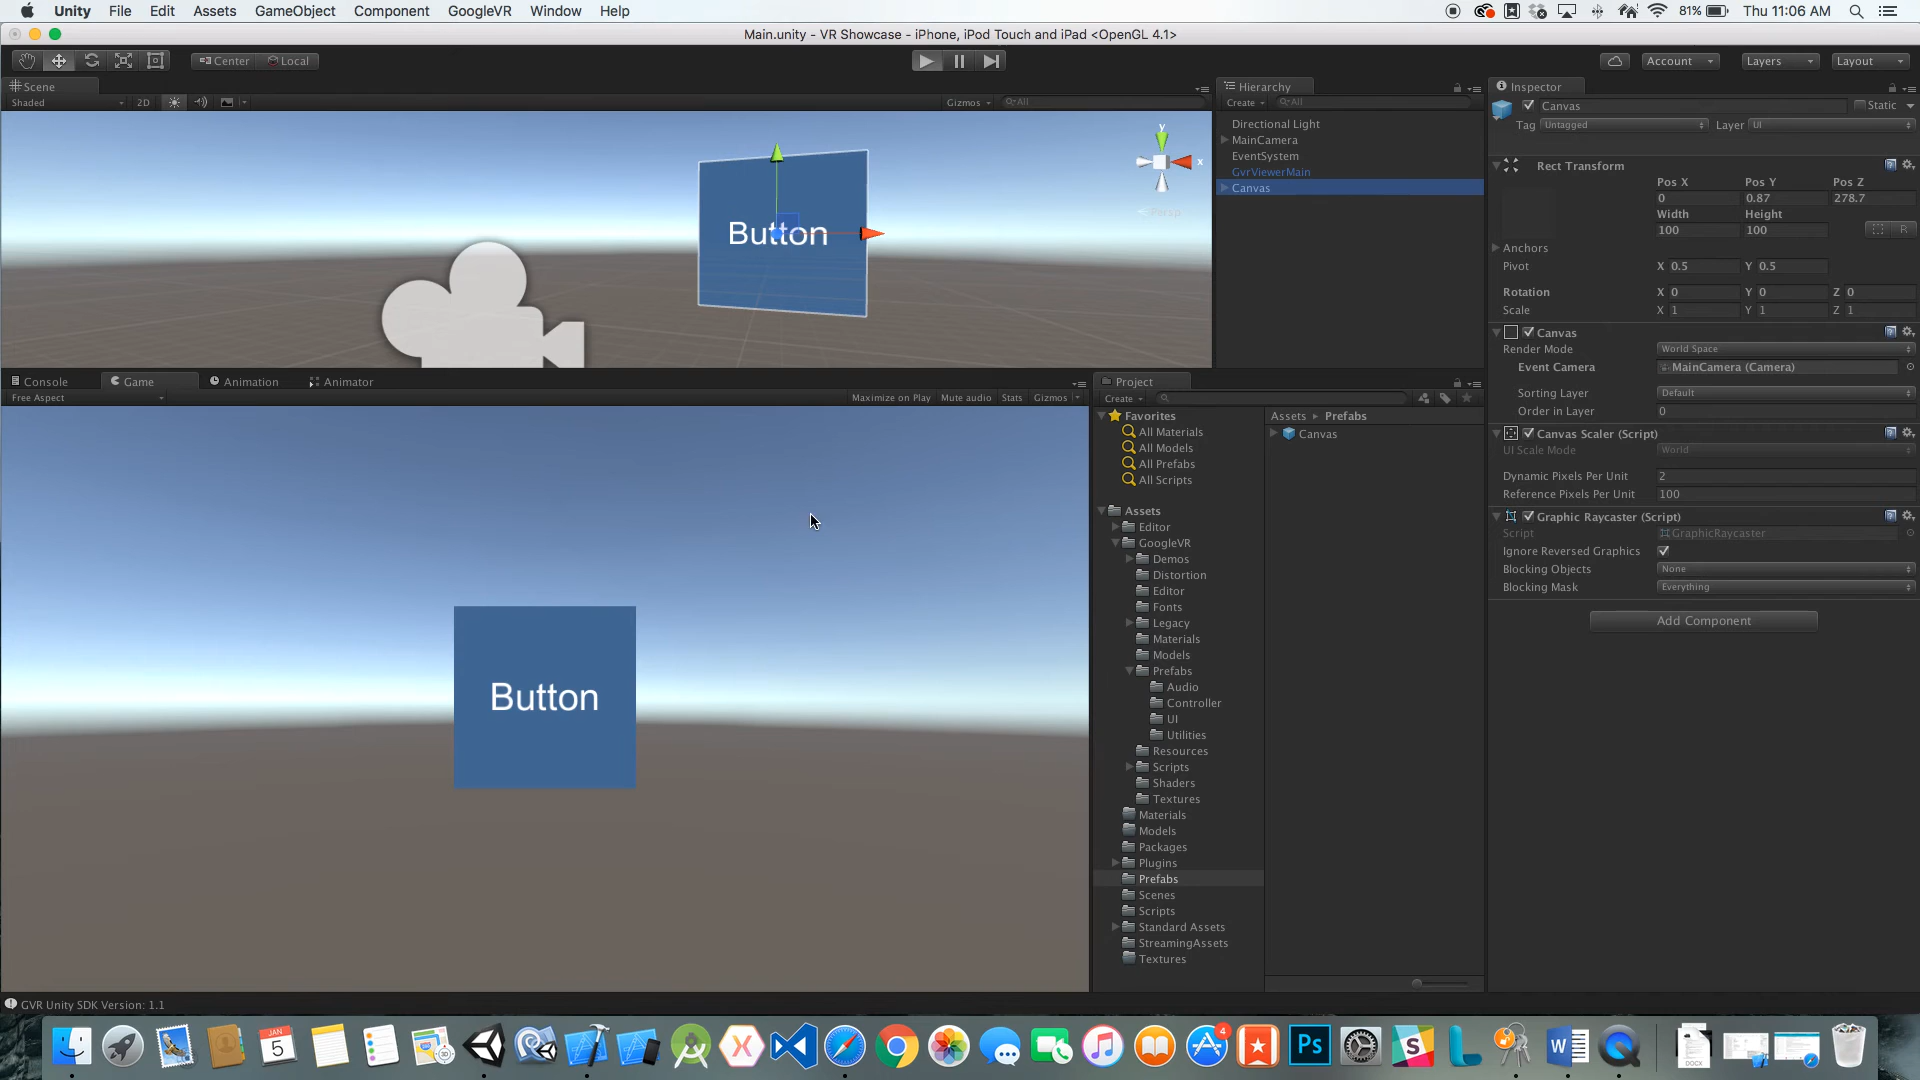 Unity File Edit Assets GameObject Component GoogleVR Window Help 81% Thu 11:06 AM
Main.unity - VR Showcase - iPhone, iPod Touch and iPad <OpenGL 4.1>
Center Local Account Layers Layout
Scene
Shaded 2D Gizmos All
y
x
Persp
Button
Hierarchy
Create All
Directional Light
MainCamera
EventSystem
GvrViewerMain
Canvas
Inspector
Canvas Static
Tag Untagged Layer UI
Rect Transform
Pos X Pos Y Pos Z
0 0.87 278.7
Width Height
100 100 R
Anchors
Pivot X 0.5 Y 0.5
Rotation X 0 Y 0 Z 0
Scale X 1 Y 1 Z 1
Canvas
Render Mode World Space
Event Camera MainCamera (Camera)
Sorting Layer Default
Order in Layer 0
Canvas Scaler (Script)
UI Scale Mode World
Dynamic Pixels Per Unit 2
Reference Pixels Per Unit 100
Graphic Raycaster (Script)
Script GraphicRaycaster
Ignore Reversed Graphics
Blocking Objects None
Blocking Mask Everything
Add Component
Console Game Animation Animator
Free Aspect Maximize on Play Mute audio Stats Gizmos
Button
Project
Create
Favorites
All Materials
All Models
All Prefabs
All Scripts
Assets
Editor
GoogleVR
Demos
Distortion
Editor
Fonts
Legacy
Materials
Models
Prefabs
Audio
Controller
UI
Utilities
Resources
Scripts
Shaders
Textures
Materials
Models
Packages
Plugins
Prefabs
Scenes
Scripts
Standard Assets
StreamingAssets
Textures
Assets Prefabs
Canvas
GVR Unity SDK Version: 1.1
JAN
5
4
Ps
S
W
DOCX